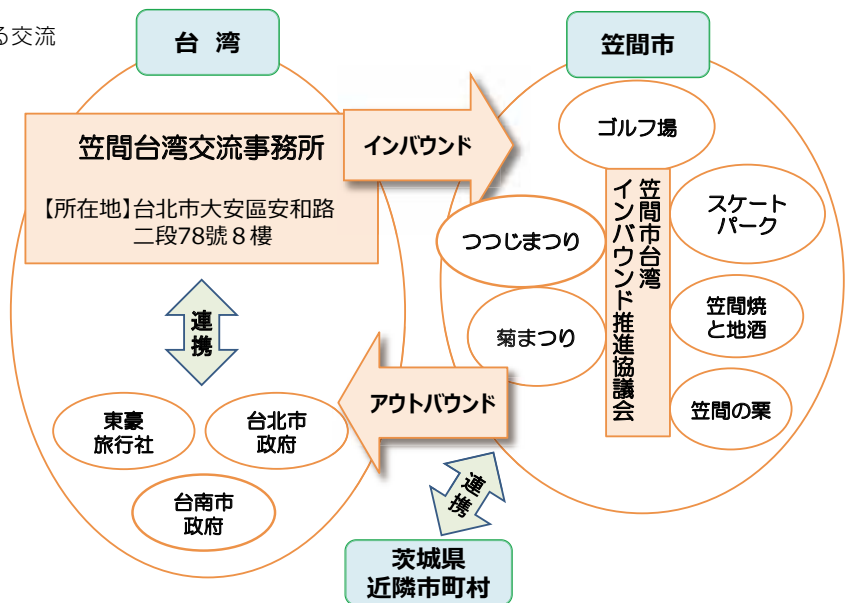 る交流
台 湾
笠間台湾交流事務所
【所在地】台北市大安區安和路
二段78號８樓
連携
東豪
旅行社
台北市
政府
台南市
政府
インバウンド
アウトバウンド
笠間市
ゴルフ場
笠間市台湾
インバウンド推進協議会
つつじまつり
菊まつり
スケート
パーク
笠間焼
と地酒
笠間の栗
連携
茨城県
近隣市町村